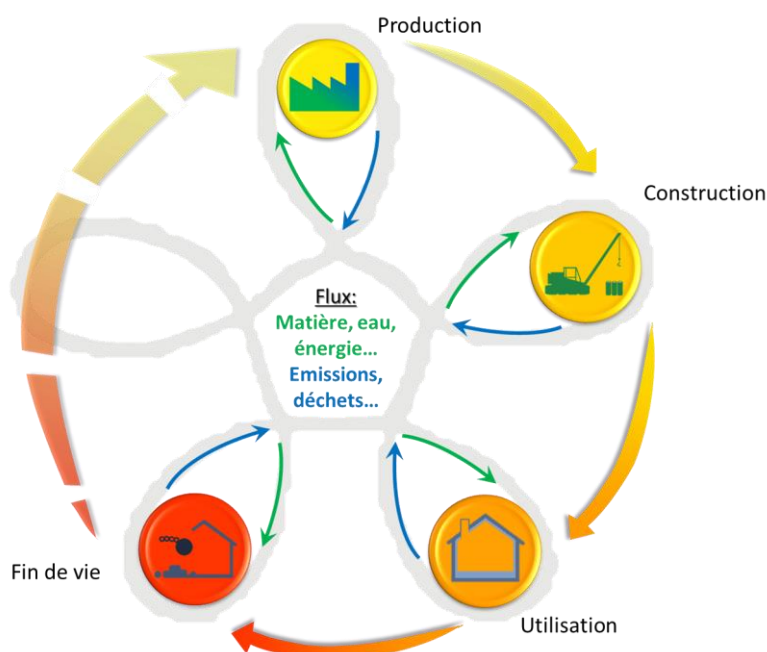 Production
Construction
Flux:
Matière, eau,
énergie...
Emissions,
déchets...
Fin de vie
Utilisation